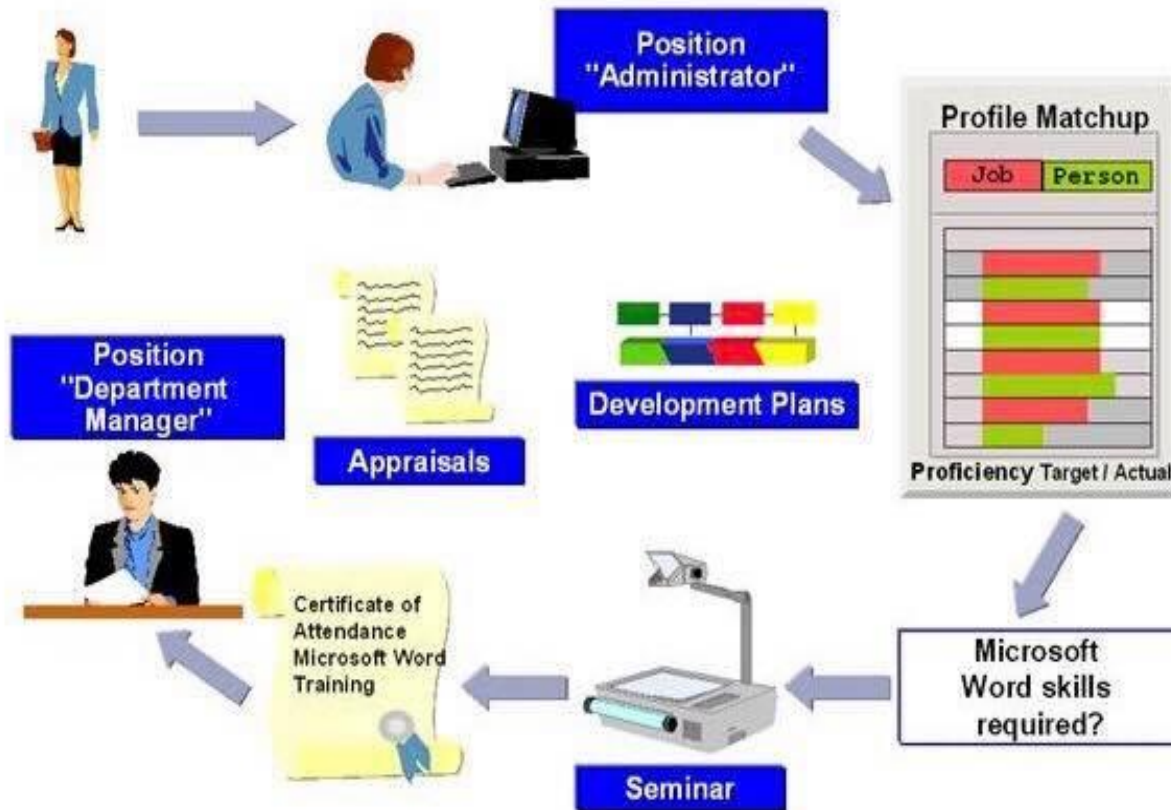 Position
"Administrator"
Profile Matchup
Job Person
Proficiency Target / Actual
Position
"Department
Manager"
Appraisals
Development Plans
Microsoft
Word skills
required?
Seminar
Certificate of
Attendance
Microsoft Word
Training